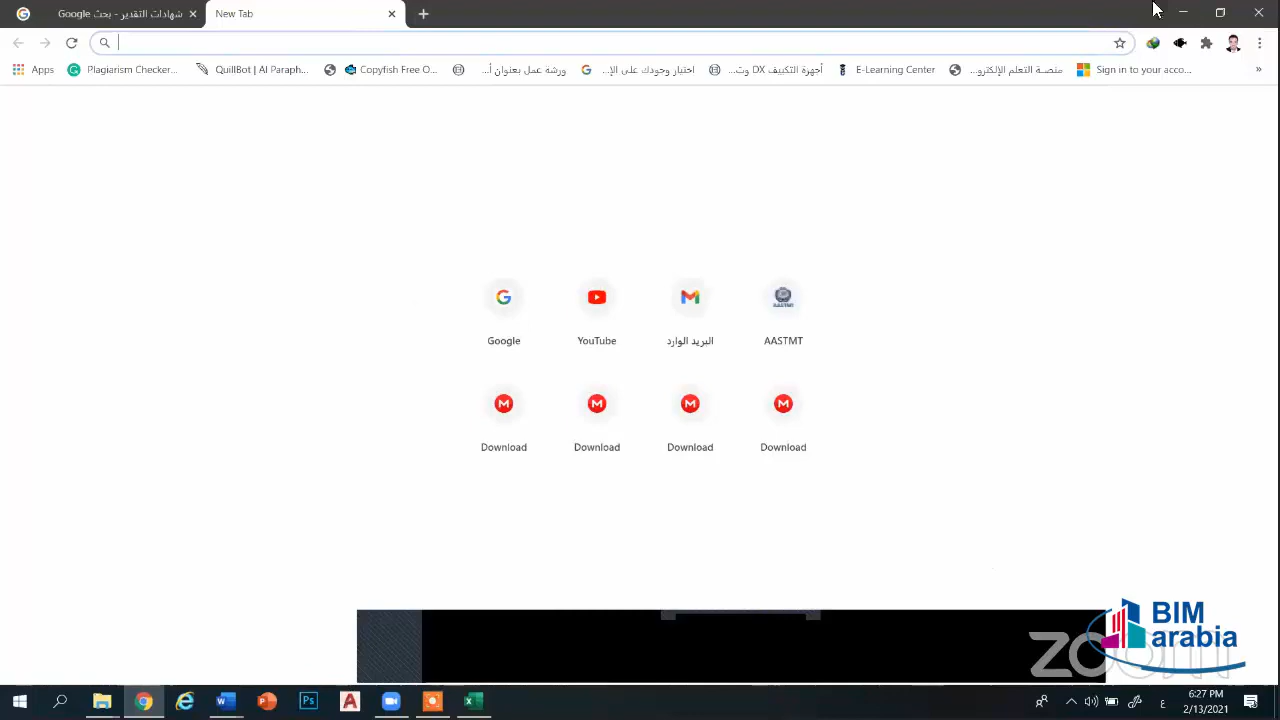 شهادات التقدير - بحث Google
New Tab
Apps
Plagiarism Checker...
QuillBot | AI Paraph...
Copyfish Free O...
ورشة عمل بعنوان أ...
اختيار وجودك على الإ...
أجهزة التكييف DX وث...
E-Learning Center
منصة التعلم الإلكترو...
Sign in to your acco...
»
Google
YouTube
البريد الوارد
AASTMT
Download
Download
Download
Download
BIM
arabia
zoom
6:27 PM
2/13/2021
ع